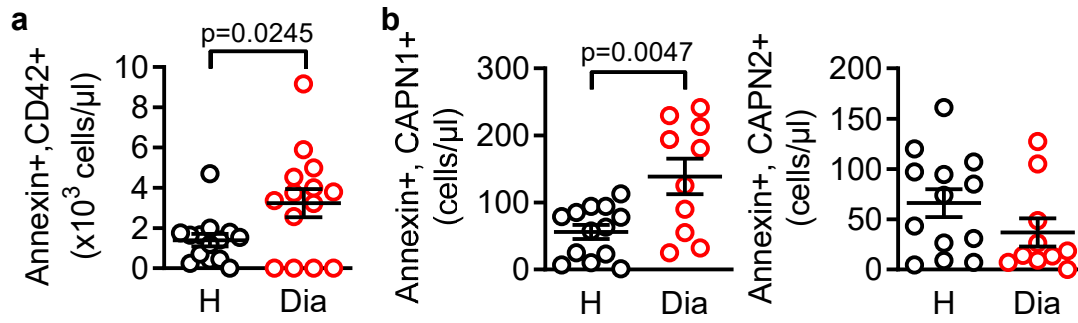 a
Annexin+,CD42+
(x10³ cells/µl)
p=0.0245
10
8
6
4
2
0
H
Dia
b
Annexin+, CAPN1+
(cells/µl)
p=0.0047
300
200
100
0
H
Dia
Annexin+, CAPN2+
(cells/µl)
200
150
100
50
0
H
Dia